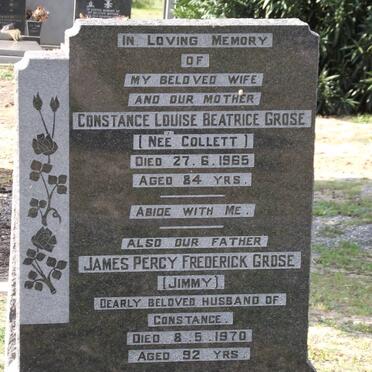 In Loving Memory
OF
My Beloved Wife
and our Mother
Constance Louise Beatrice Grose
(Neé Collett)
Died 27.6.1965
Aged 84 yrs.
Abide with Me.
Also our Father
James Percy Frederick Grose
(Jimmy)
Dearly beloved husband of
Constance.
Died 8.5.1970
Aged 92 yrs.